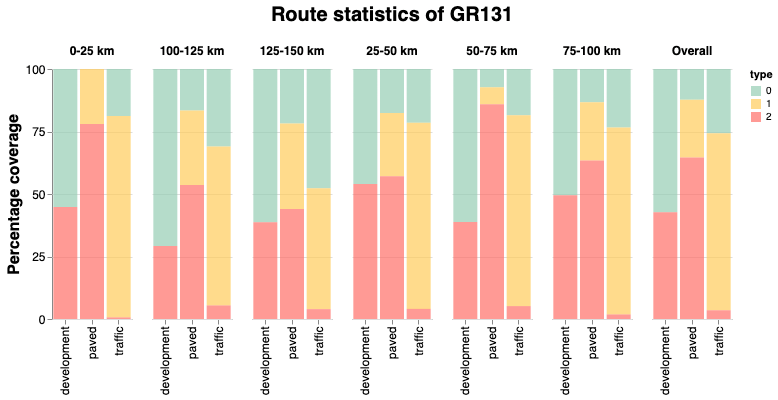 Route statistics of GR131
0-25 km
100-125 km
125-150 km
25-50 km
50-75 km
75-100 km
Overall
type
0
1
2
Percentage coverage
100
75
50
25
0
development
paved
traffic
development
paved
traffic
development
paved
traffic
development
paved
traffic
development
paved
traffic
development
paved
traffic
development
paved
traffic